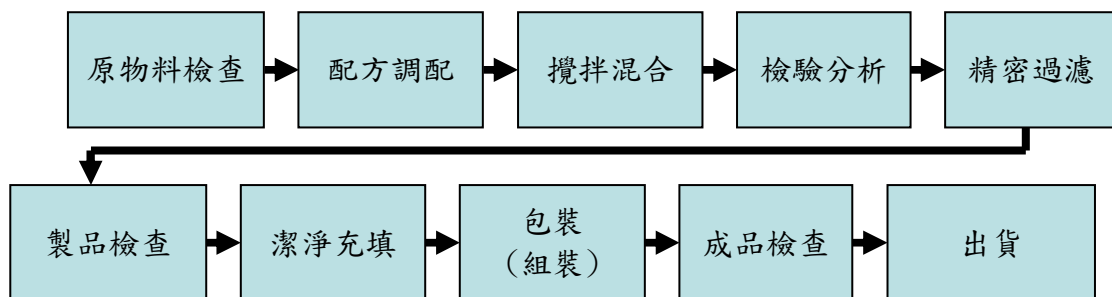 原物料檢查
配方調配
攪拌混合
檢驗分析
精密過濾
製品檢查
潔淨充填
包裝
（組裝）
成品檢查
出貨